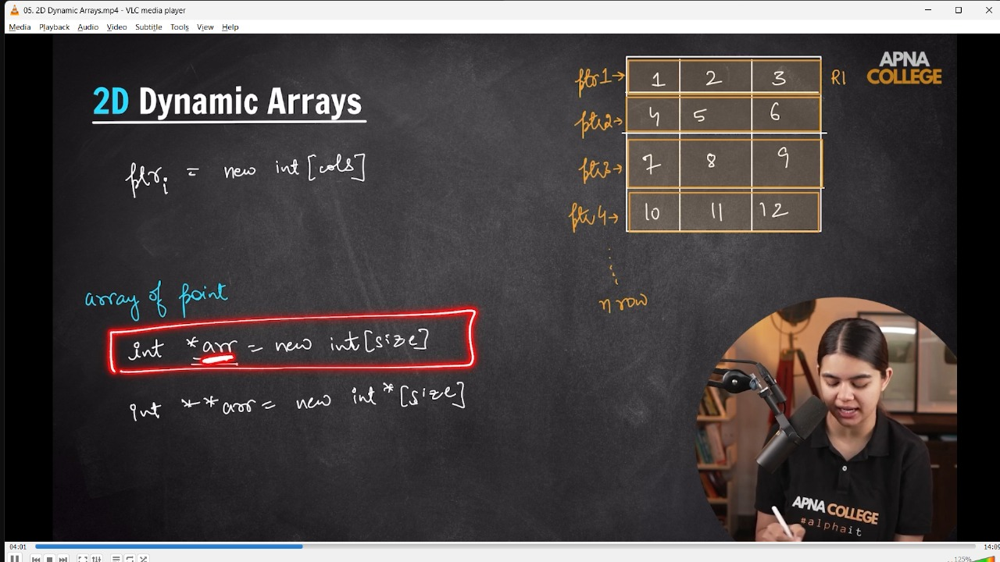 05. 2D Dynamic Arrays.mp4 - VLC media player
Media Playback Audio Video Subtitle Tools View Help
APNA
COLLEGE
2D Dynamic Arrays
ptr1→ 1 2 3 R1
ptr2→ 4 5 6
ptr3→ 7 8 9
ptr4→ 10 11 12
n row
ptri = new int [cols]
array of point
int *arr = new int[size]
int **arr = new int*[size]
APNA COLLEGE
#alphait
04:01
14:09
125%